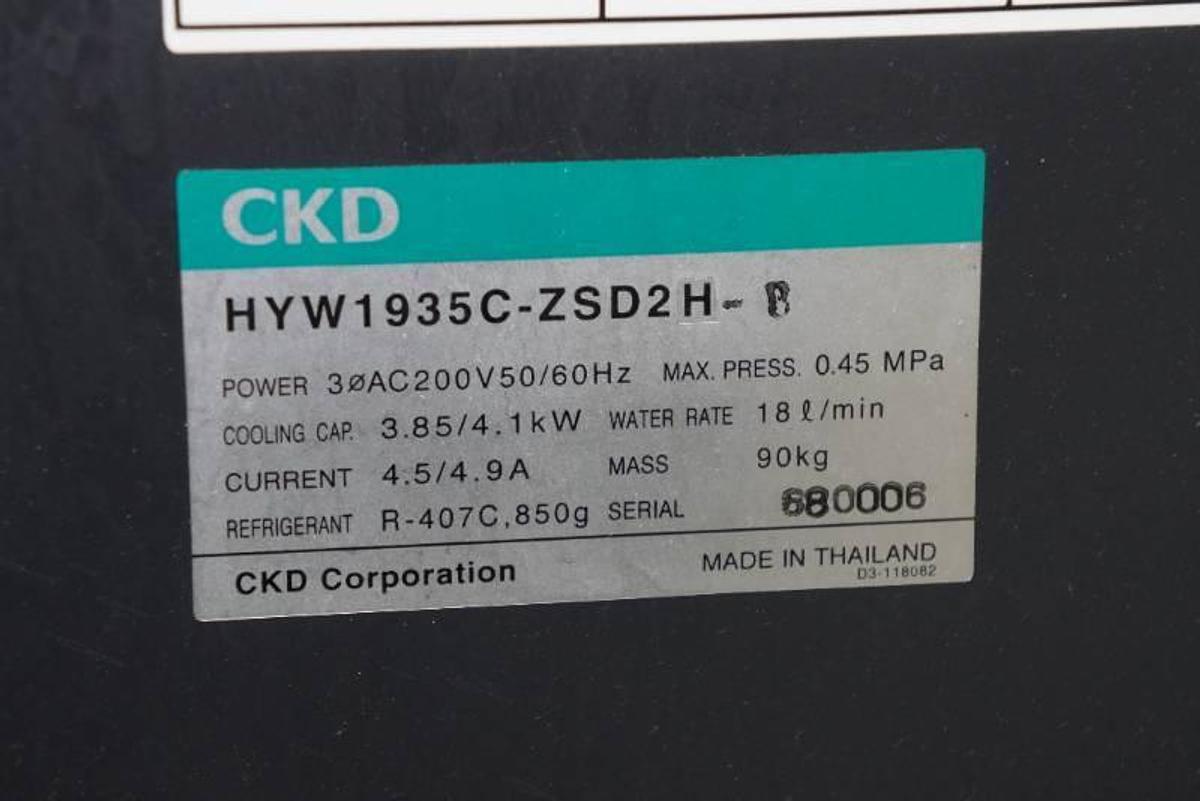 CKD
HYW1935C-ZSD2H-B
POWER 3øAC200V50/60Hz MAX. PRESS. 0.45 MPa
COOLING CAP. 3.85/4.1kW WATER RATE 18ℓ/min
CURRENT 4.5/4.9A MASS 90kg
REFRIGERANT R-407C,850g SERIAL 680006
CKD Corporation MADE IN THAILAND
D3-118082